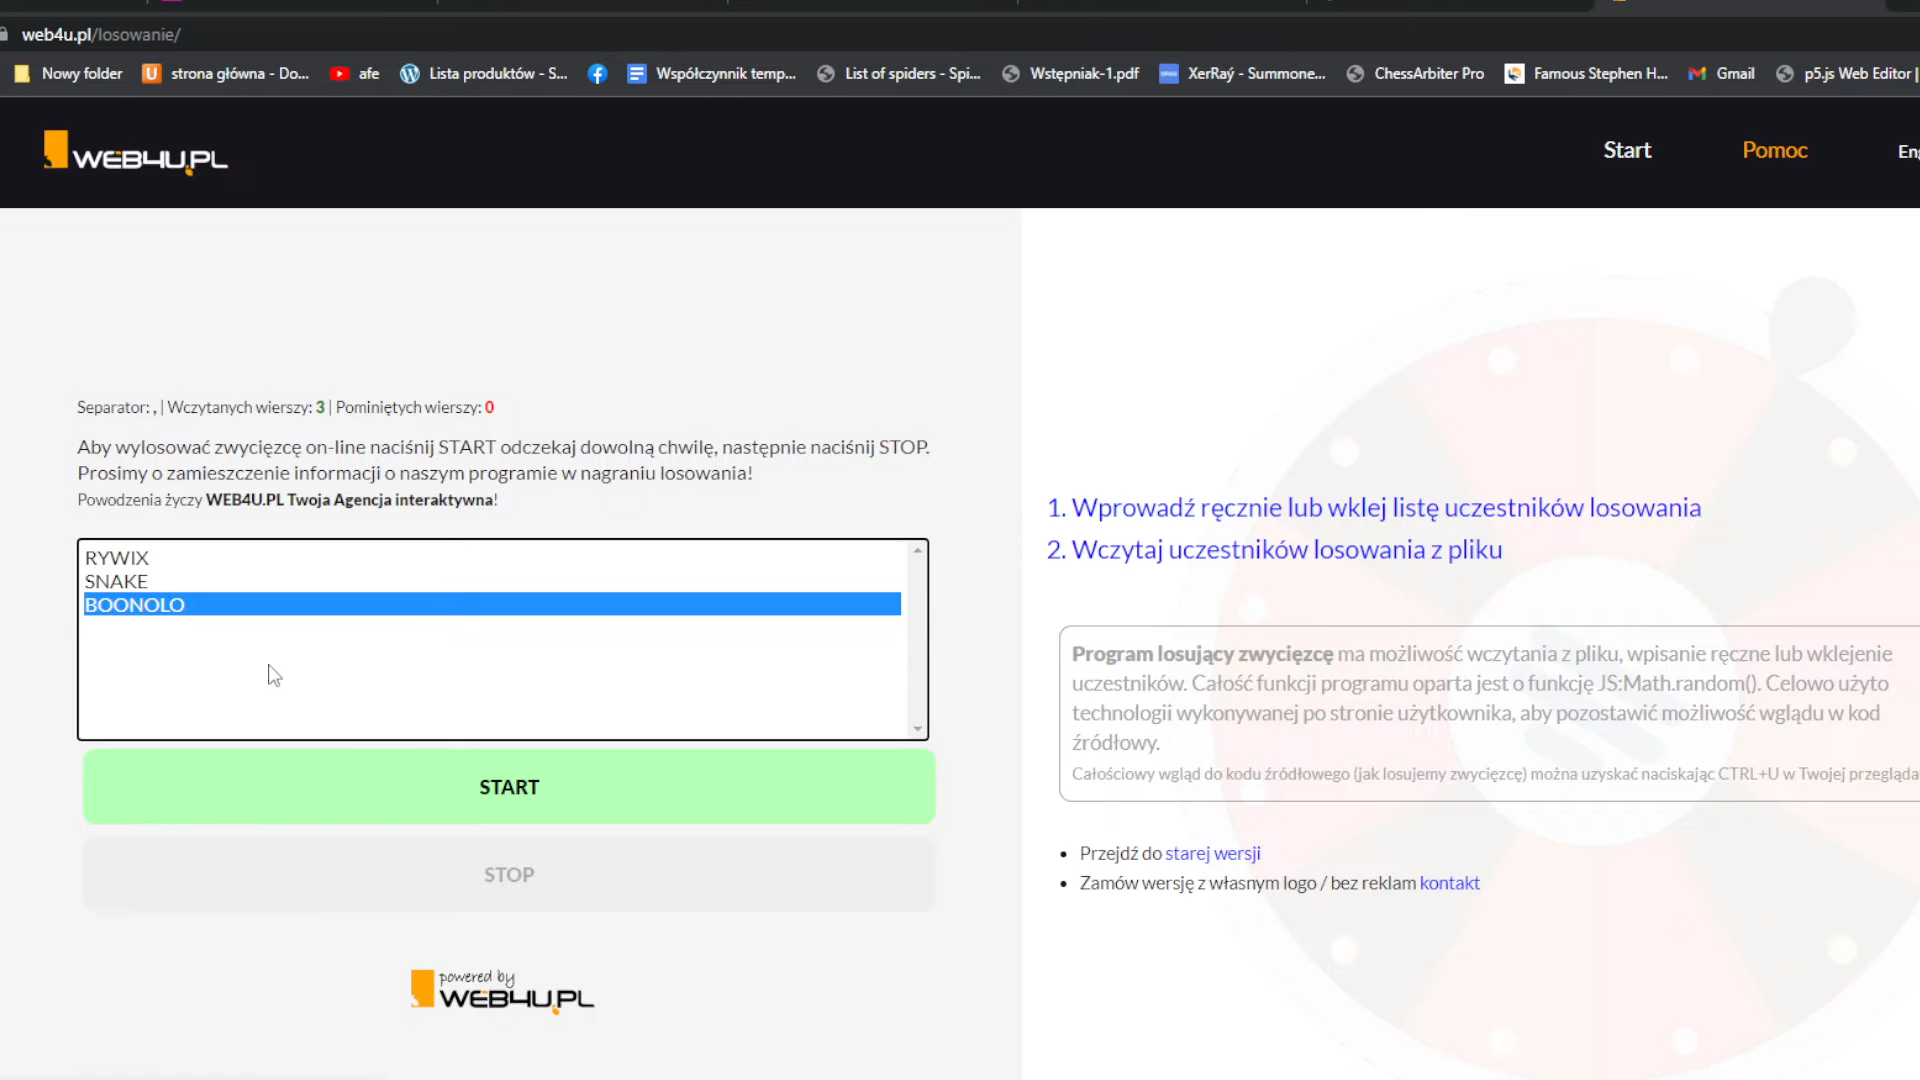 web4u.pl/losowanie/
Nowy folder
strona główna - Do...
afe
Lista produktów - S...
Współczynnik temp...
List of spiders - Spi...
Wstępniak-1.pdf
XerRaý - Summone...
ChessArbiter Pro
Famous Stephen H...
Gmail
p5.js Web Editor |
WEB4U.PL
Start
Pomoc
Eng
Separator: , | Wczytanych wierszy: 3 | Pominiętych wierszy: 0
Aby wylosować zwycięzcę on-line naciśnij START odczekaj dowolną chwilę, następnie naciśnij STOP.
Prosimy o zamieszczenie informacji o naszym programie w nagraniu losowania!
Powodzenia życzy WEB4U.PL Twoja Agencja interaktywna!
RYWIX
SNAKE
BOONOLO
START
STOP
powered by
WEB4U.PL
1. Wprowadź ręcznie lub wklej listę uczestników losowania
2. Wczytaj uczestników losowania z pliku
Program losujący zwycięzcę ma możliwość wczytania z pliku, wpisanie ręczne lub wklejenie
uczestników. Całość funkcji programu oparta jest o funkcję JS:Math.random(). Celowo użyto
technologii wykonywanej po stronie użytkownika, aby pozostawić możliwość wglądu w kod
źródłowy.
Całościowy wgląd do kodu źródłowego (jak losujemy zwycięzcę) można uzyskać naciskając CTRL+U w Twojej przegląda
• Przejdź do starej wersji
• Zamów wersję z własnym logo / bez reklam kontakt